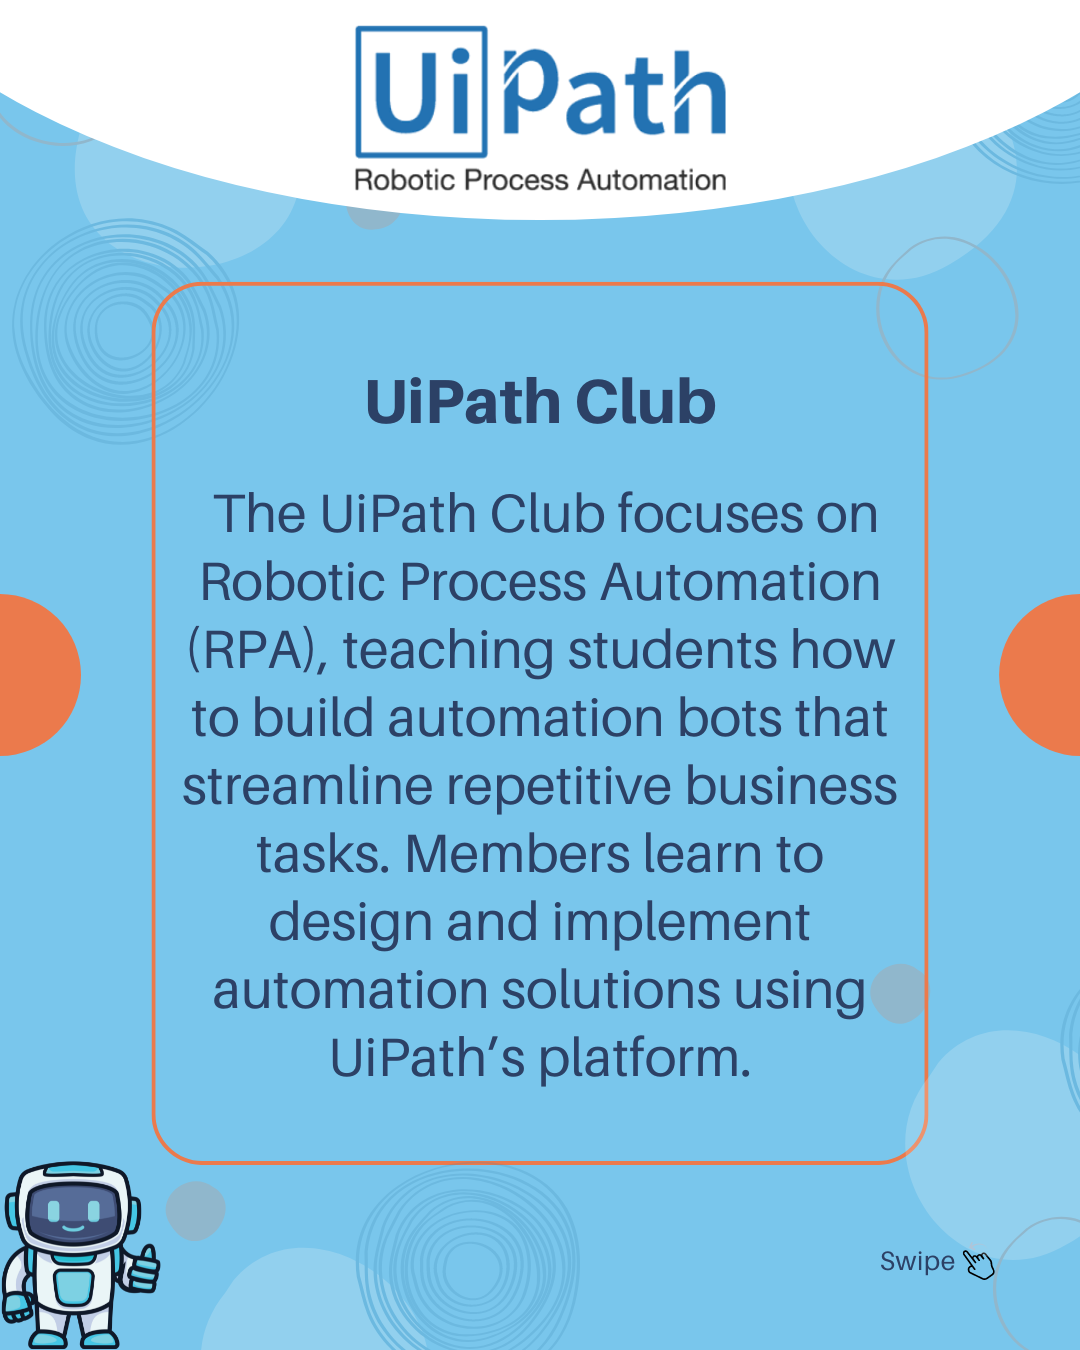 UiPath
Robotic Process Automation
UiPath Club
The UiPath Club focuses on
Robotic Process Automation
(RPA), teaching students how
to build automation bots that
streamline repetitive business
tasks. Members learn to
design and implement
automation solutions using
UiPath’s platform.
Swipe